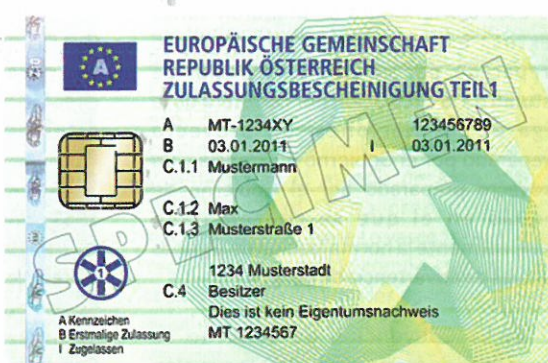 EUROPÄISCHE GEMEINSCHAFT
REPUBLIK ÖSTERREICH
ZULASSUNGSBESCHEINIGUNG TEIL1
A
A MT-1234XY 123456789
B 03.01.2011 I 03.01.2011
C.1.1 Mustermann
C.1.2 Max
C.1.3 Musterstraße 1
1234 Musterstadt
C.4 Besitzer
Dies ist kein Eigentumsnachweis
MT 1234567
1
A Kennzeichen
B Erstmalige Zulassung
I Zugelassen
SPECIMEN